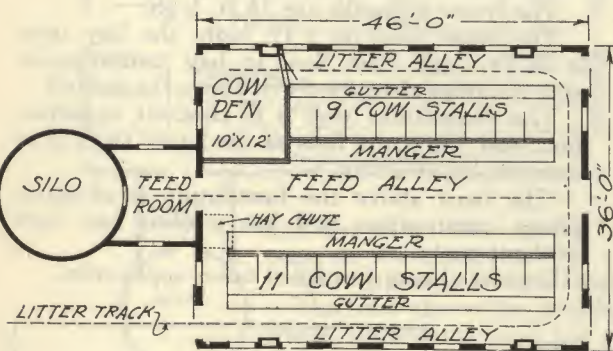 46'-0"
LITTER ALLEY
COW
PEN
10'X12'
GUTTER
9 COW STALLS
MANGER
SILO
FEED
ROOM
FEED ALLEY
HAY CHUTE
MANGER
11 COW STALLS
GUTTER
LITTER TRACK
LITTER ALLEY
36'-0"